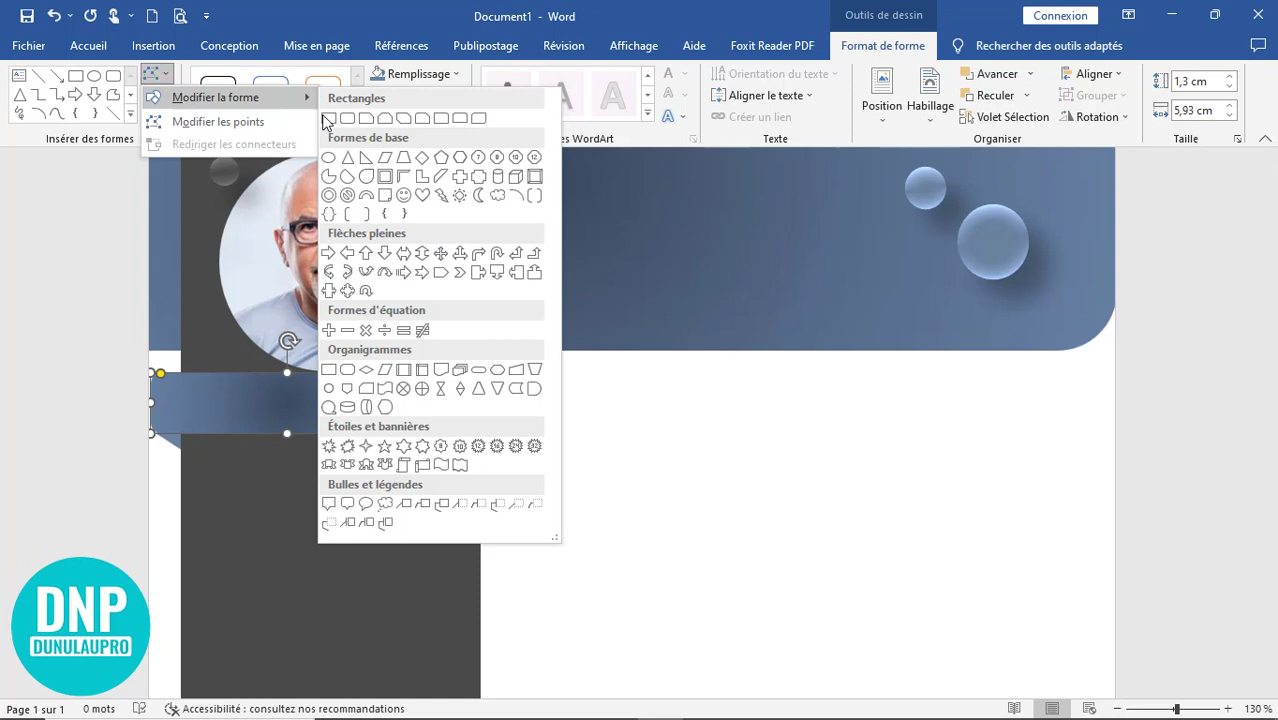 Document1 - Word
Outils de dessin
Connexion
Fichier Accueil Insertion Conception Mise en page Références Publipostage Révision Affichage Aide Foxit Reader PDF Format de forme Rechercher des outils adaptés
Modifier la forme
Modifier les points
Rediriger les connecteurs
Insérer des formes
Rectangles
Formes de base
Flèches pleines
Formes d'équation
Organigrammes
Étoiles et bannières
Bulles et légendes
Remplissage
les WordArt
Orientation du texte
Aligner le texte
Créer un lien
Texte
Position
Habillage
Avancer
Reculer
Volet Sélection
Aligner
Grouper
Organiser
1,3 cm
5,93 cm
Taille
DNP
DUNULAUPRO
Page 1 sur 1 0 mots Accessibilité : consultez nos recommandations 130 %